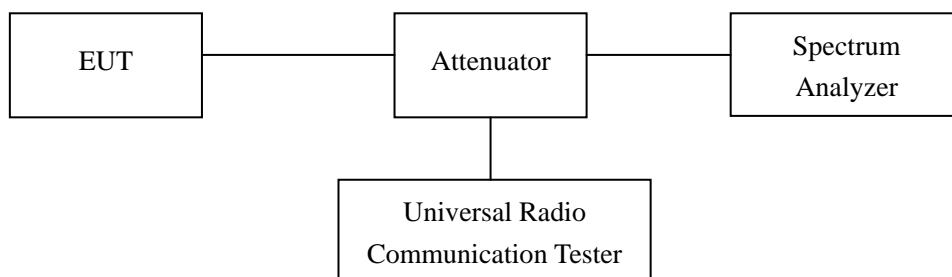 EUT
Attenuator
Spectrum
Analyzer
Universal Radio
Communication Tester